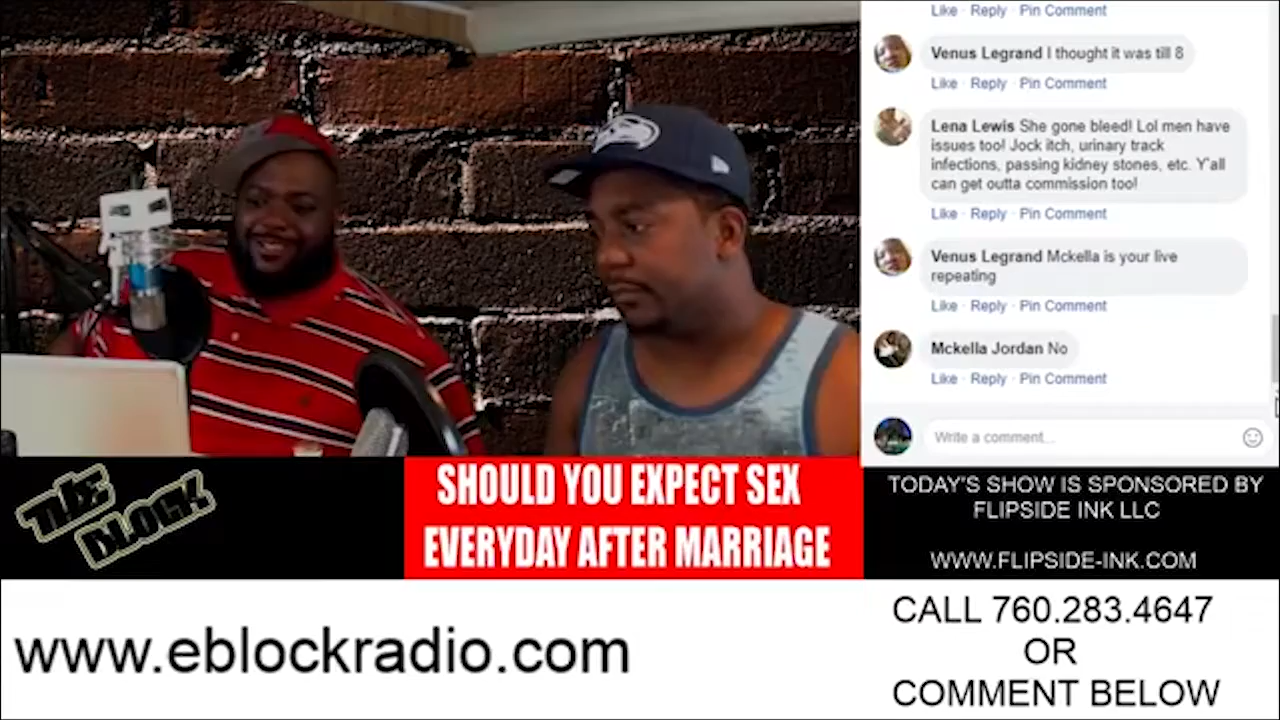 Like · Reply · Pin Comment
Venus Legrand I thought it was till 8
Like · Reply · Pin Comment
Lena Lewis She gone bleed! Lol men have
issues too! Jock itch, urinary track
infections, passing kidney stones, etc. Y'all
can get outta commission too!
Like · Reply · Pin Comment
Venus Legrand Mckella is your live
repeating
Like · Reply · Pin Comment
Mckella Jordan No
Like · Reply · Pin Comment
Write a comment...
THE
BLOCK
SHOULD YOU EXPECT SEX
EVERYDAY AFTER MARRIAGE
TODAY'S SHOW IS SPONSORED BY
FLIPSIDE INK LLC
WWW.FLIPSIDE-INK.COM
www.eblockradio.com
CALL 760.283.4647
OR
COMMENT BELOW